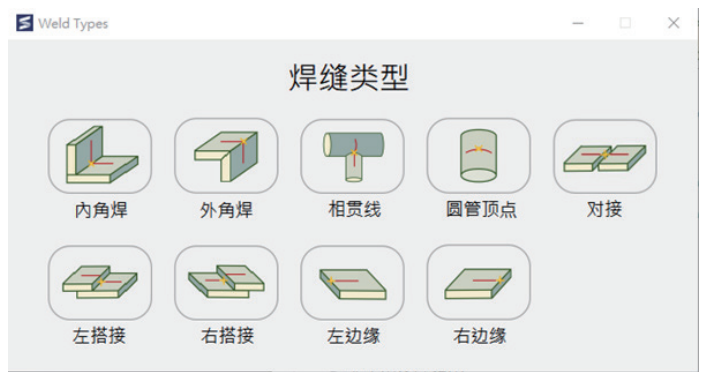 Weld Types
焊缝类型
內角焊 外角焊 相贯线 圆管顶点 对接
左搭接 右搭接 左边缘 右边缘